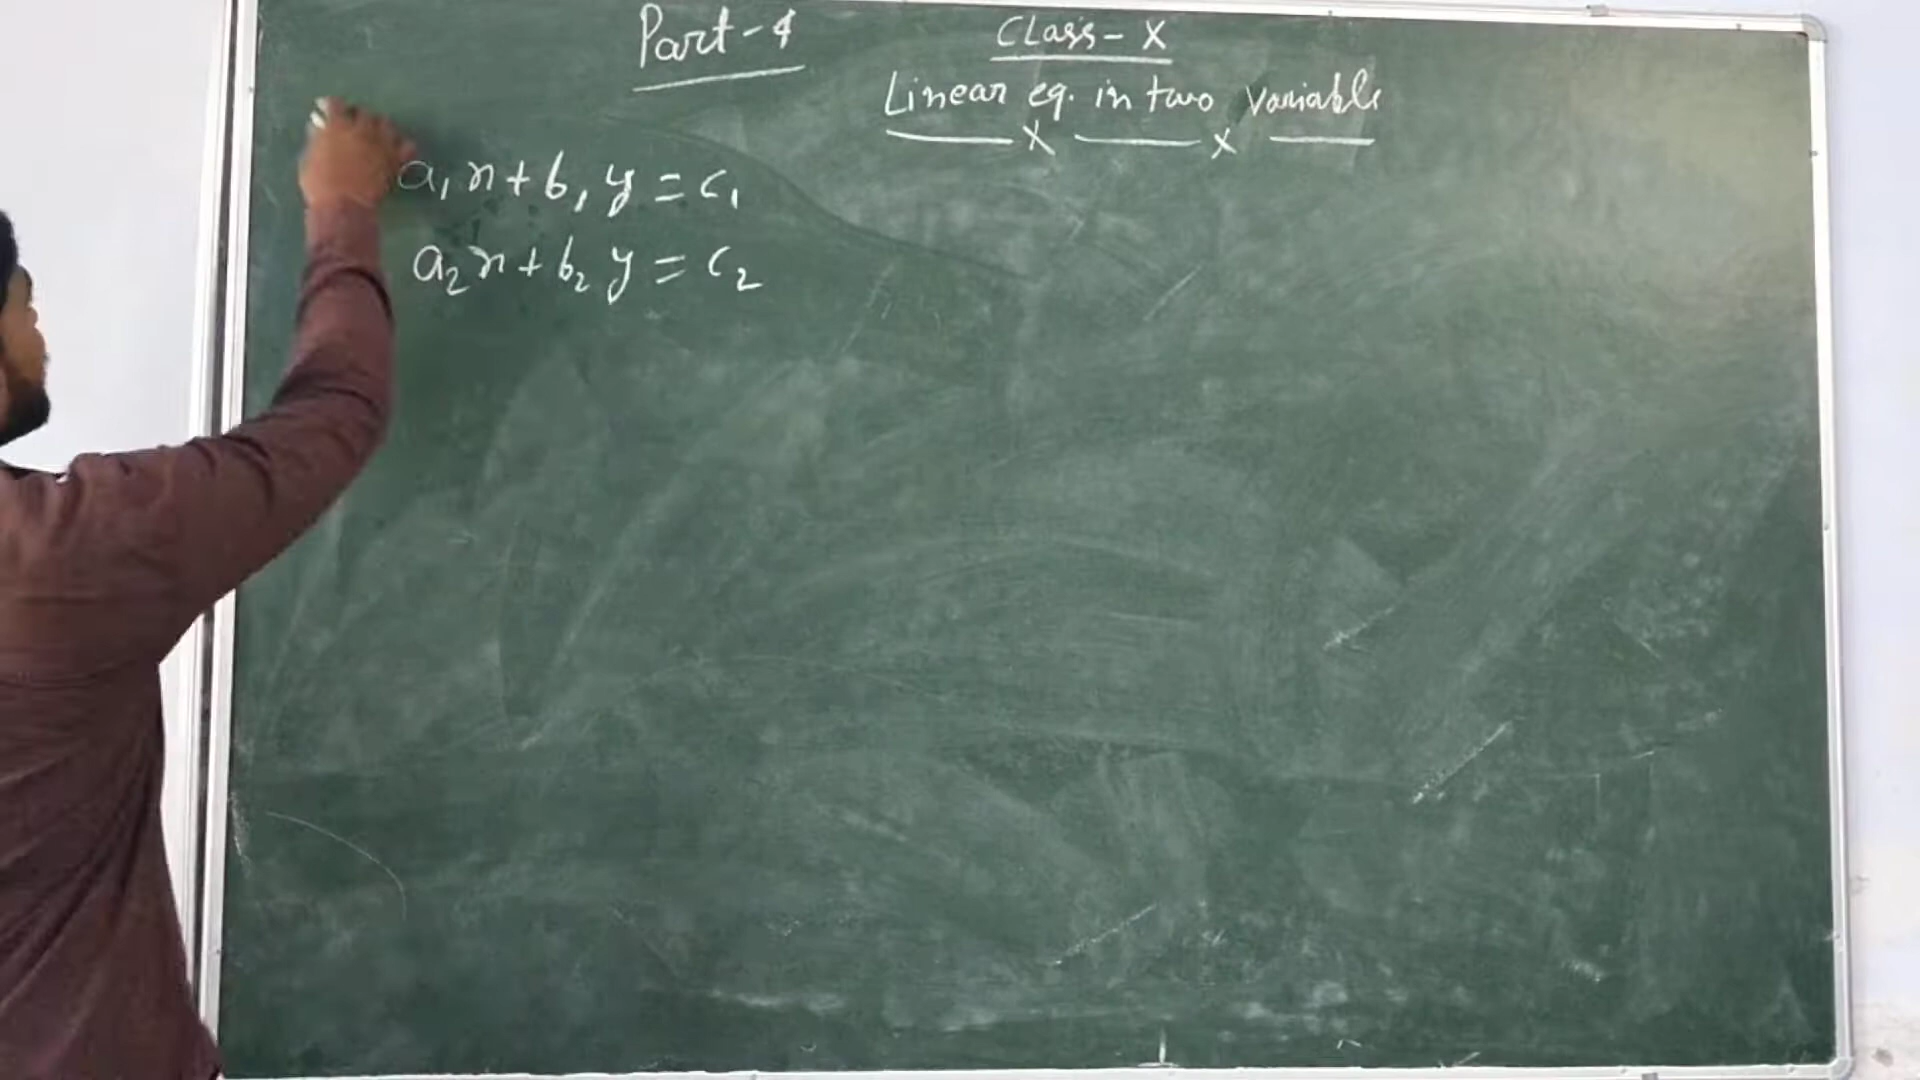 Part-4
Class-X
Linear eq. in two variable
a₁x+b₁y=c₁
a₂x+b₂y=c₂